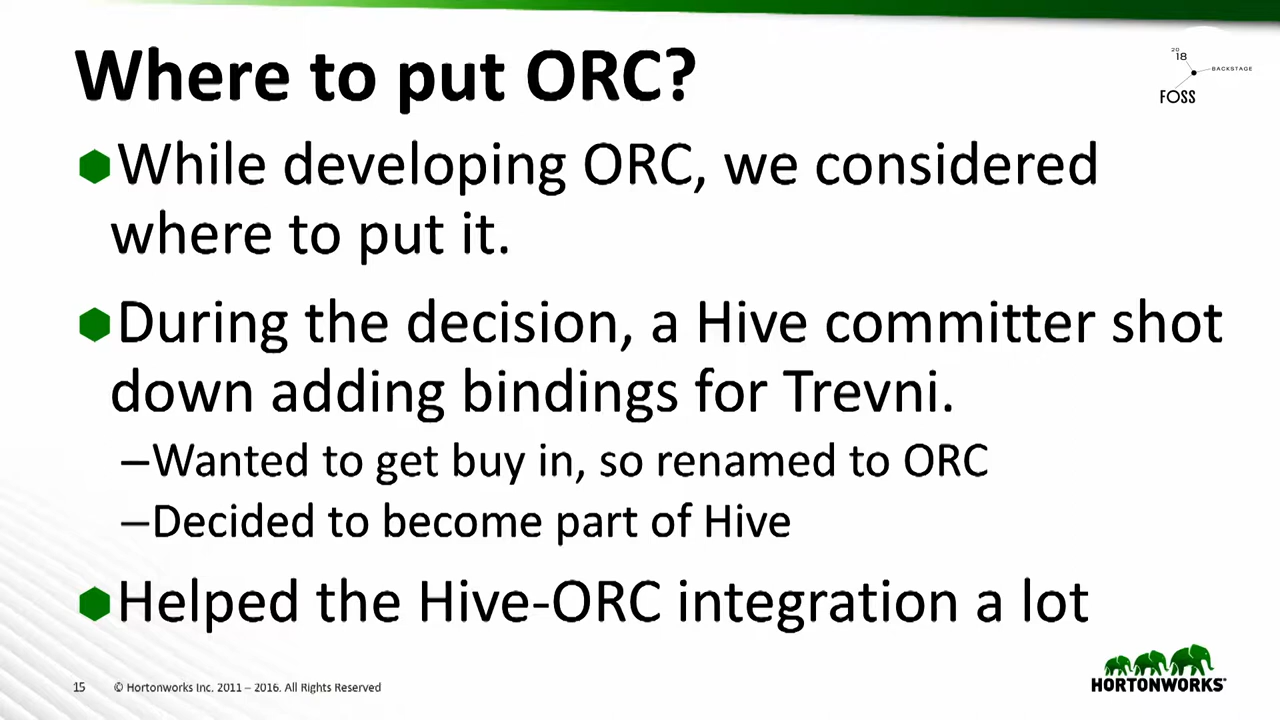 Where to put ORC?
20
18
BACKSTAGE
FOSS
While developing ORC, we considered
where to put it.
During the decision, a Hive committer shot
down adding bindings for Trevni.
–Wanted to get buy in, so renamed to ORC
–Decided to become part of Hive
Helped the Hive-ORC integration a lot
HORTONWORKS
15 © Hortonworks Inc. 2011 – 2016. All Rights Reserved